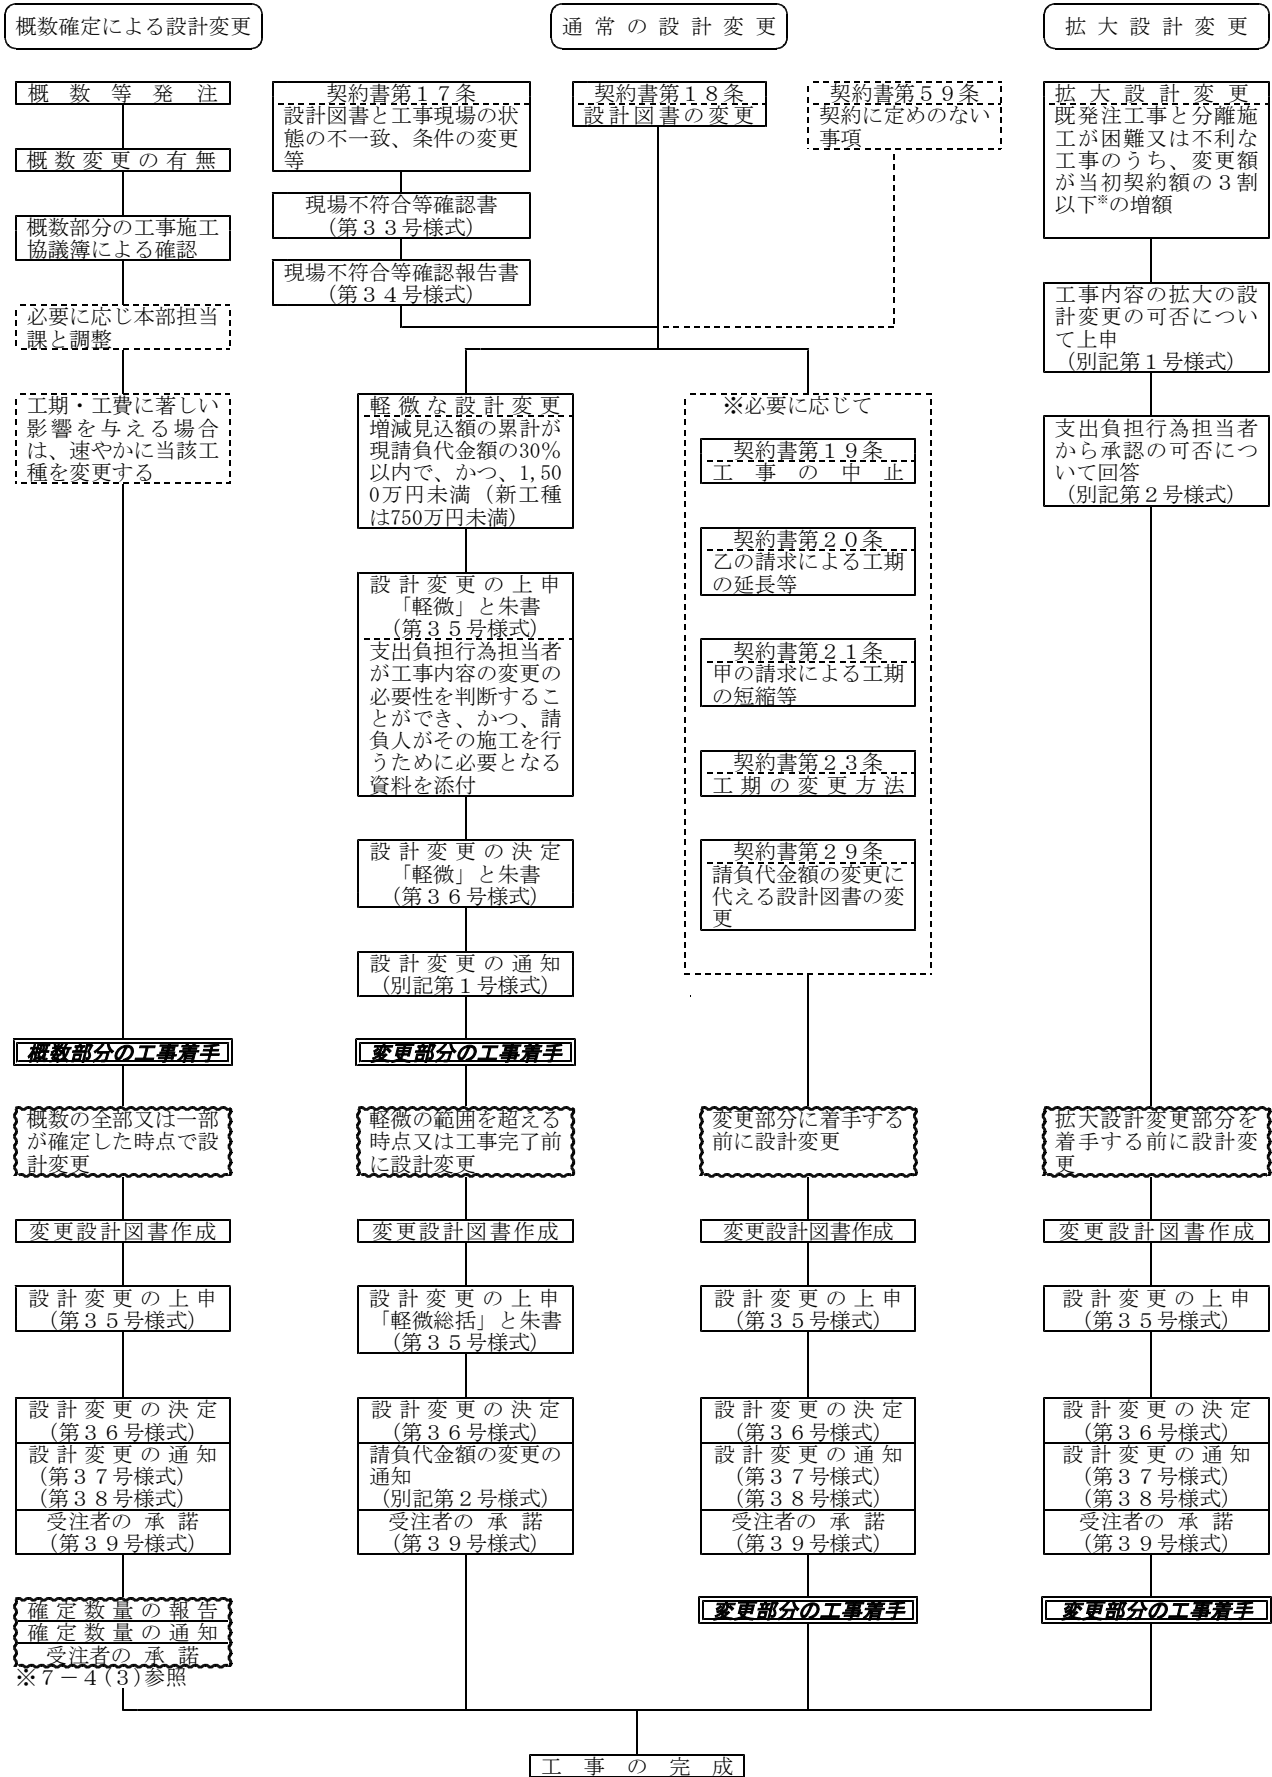 概数確定による設計変更
通常の設計変更
拡大設計変更
概数等発注
概数変更の有無
概数部分の工事施工
協議簿による確認
必要に応じ本部担当
課と調整
工期・工費に著しい
影響を与える場合
は、速やかに当該工
種を変更する
契約書第１７条
設計図書と工事現場の状
態の不一致、条件の変更
等
現場不符合等確認書
(第３３号様式)
現場不符合等確認報告書
(第３４号様式)
契約書第１８条
設計図書の変更
契約書第５９条
契約に定めのない
事項
拡大設計変更
既発注工事と分離施
工が困難又は不利な
工事のうち、変更額
が当初契約額の３割
以下※の増額
工事内容の拡大の設
計変更の可否につい
て上申
(別記第１号様式)
支出負担行為担当者
から承認の可否につ
いて回答
(別記第２号様式)
軽微な設計変更
増減見込額の累計が
現請負代金額の30％
以内で、かつ、1,50
0万円未満（新工種
は750万円未満）
設計変更の上申
「軽微」と朱書
(第３５号様式)
支出負担行為担当者
が工事内容の変更の
必要性を判断するこ
とができ、かつ、請
負人がその施工を行
うために必要となる
資料を添付
設計変更の決定
「軽微」と朱書
(第３６号様式)
設計変更の通知
(別記第１号様式)
※必要に応じて
契約書第１９条
工事の中止
契約書第２０条
乙の請求による工期
の延長等
契約書第２１条
甲の請求による工期
の短縮等
契約書第２３条
工期の変更方法
契約書第２９条
請負代金額の変更に
代える設計図書の変
更
概数部分の工事着手
変更部分の工事着手
概数の全部又は一部
が確定した時点で設
計変更
軽微の範囲を超える
時点又は工事完了前
に設計変更
変更部分に着手する
前に設計変更
拡大設計変更部分を
着手する前に設計変
更
変更設計図書作成
変更設計図書作成
変更設計図書作成
変更設計図書作成
設計変更の上申
(第３５号様式)
設計変更の上申
「軽微総括」と朱書
(第３５号様式)
設計変更の上申
(第３５号様式)
設計変更の上申
(第３５号様式)
設計変更の決定
(第３６号様式)
設計変更の通知
(第３７号様式)
(第３８号様式)
受注者の 承 諾
(第３９号様式)
設計変更の決定
(第３６号様式)
請負代金額の変更の
通知
(別記第２号様式)
受注者の 承 諾
(第３９号様式)
設計変更の決定
(第３６号様式)
設計変更の通知
(第３７号様式)
(第３８号様式)
受注者の 承 諾
(第３９号様式)
設計変更の決定
(第３６号様式)
設計変更の通知
(第３７号様式)
(第３８号様式)
受注者の 承 諾
(第３９号様式)
確定数量の報告
確定数量の通知
受注者の 承 諾
※７－４(３)参照
変更部分の工事着手
変更部分の工事着手
工事の完成